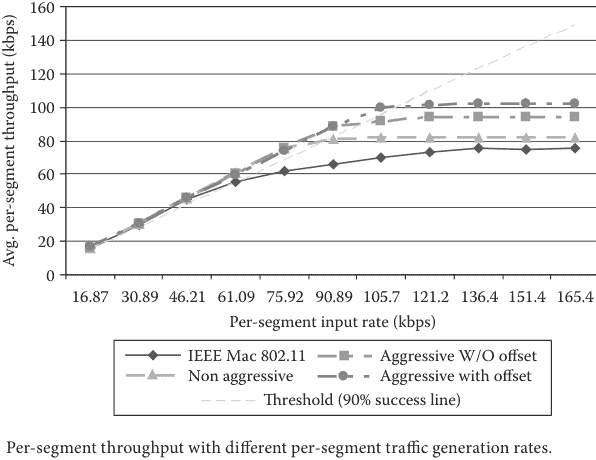 Avg. per-segment throughput (kbps)
160
140
120
100
80
60
40
20
0
16.87 30.89 46.21 61.09 75.92 90.89 105.7 121.2 136.4 151.4 165.4
Per-segment input rate (kbps)
IEEE Mac 802.11 Aggressive W/O offset
Non aggressive Aggressive with offset
Threshold (90% success line)
Per-segment throughput with different per-segment traffic generation rates.